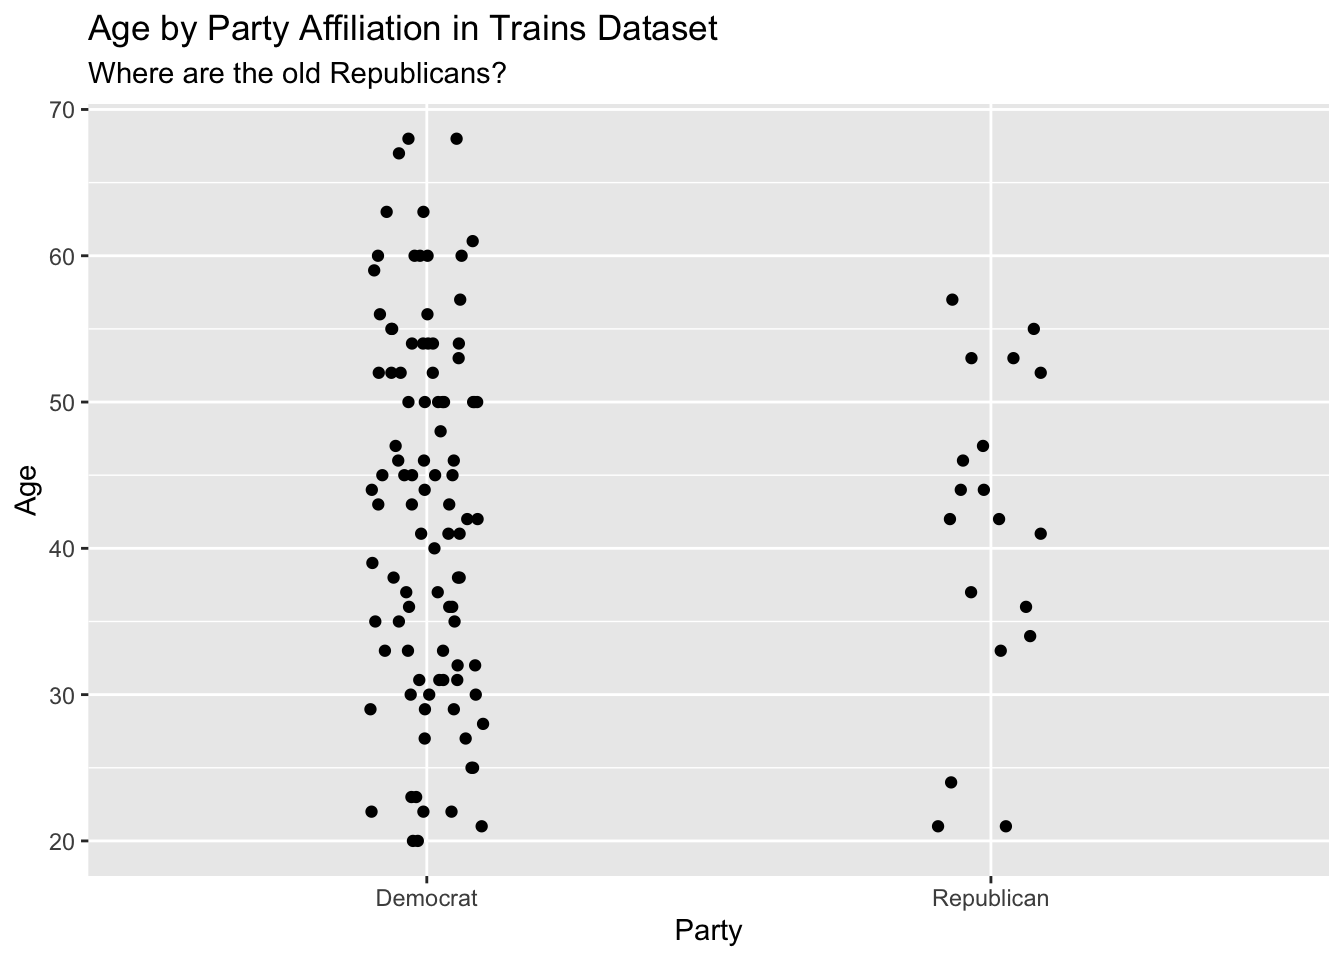 Age by Party Affiliation in Trains Dataset
Where are the old Republicans?
70
60
50
40
30
20
Age
Democrat
Republican
Party